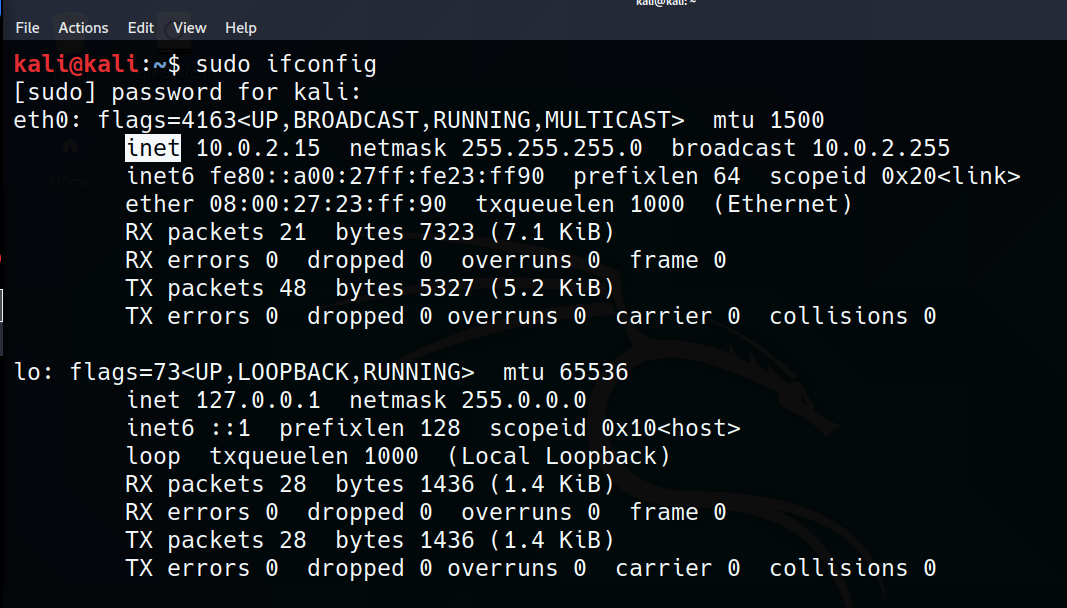 kali@kali: ~
File Actions Edit View Help
kali@kali:~$ sudo ifconfig
[sudo] password for kali:
eth0: flags=4163<UP,BROADCAST,RUNNING,MULTICAST>  mtu 1500
        inet 10.0.2.15  netmask 255.255.255.0  broadcast 10.0.2.255
        inet6 fe80::a00:27ff:fe23:ff90  prefixlen 64  scopeid 0x20<link>
        ether 08:00:27:23:ff:90  txqueuelen 1000  (Ethernet)
        RX packets 21  bytes 7323 (7.1 KiB)
        RX errors 0  dropped 0  overruns 0  frame 0
        TX packets 48  bytes 5327 (5.2 KiB)
        TX errors 0  dropped 0 overruns 0  carrier 0  collisions 0
lo: flags=73<UP,LOOPBACK,RUNNING>  mtu 65536
        inet 127.0.0.1  netmask 255.0.0.0
        inet6 ::1  prefixlen 128  scopeid 0x10<host>
        loop  txqueuelen 1000  (Local Loopback)
        RX packets 28  bytes 1436 (1.4 KiB)
        RX errors 0  dropped 0  overruns 0  frame 0
        TX packets 28  bytes 1436 (1.4 KiB)
        TX errors 0  dropped 0 overruns 0  carrier 0  collisions 0
Home